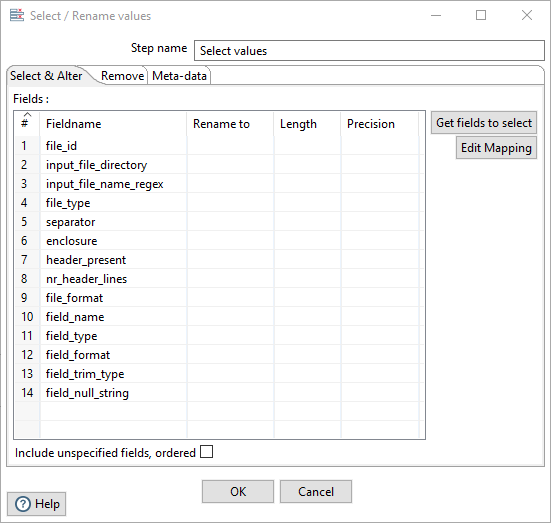 Select / Rename values
Step name Select values
Select & Alter Remove Meta-data
Fields :
# Fieldname Rename to Length Precision
Get fields to select
Edit Mapping
1 file_id
2 input_file_directory
3 input_file_name_regex
4 file_type
5 separator
6 enclosure
7 header_present
8 nr_header_lines
9 file_format
10 field_name
11 field_type
12 field_format
13 field_trim_type
14 field_null_string
Include unspecified fields, ordered
OK Cancel
Help